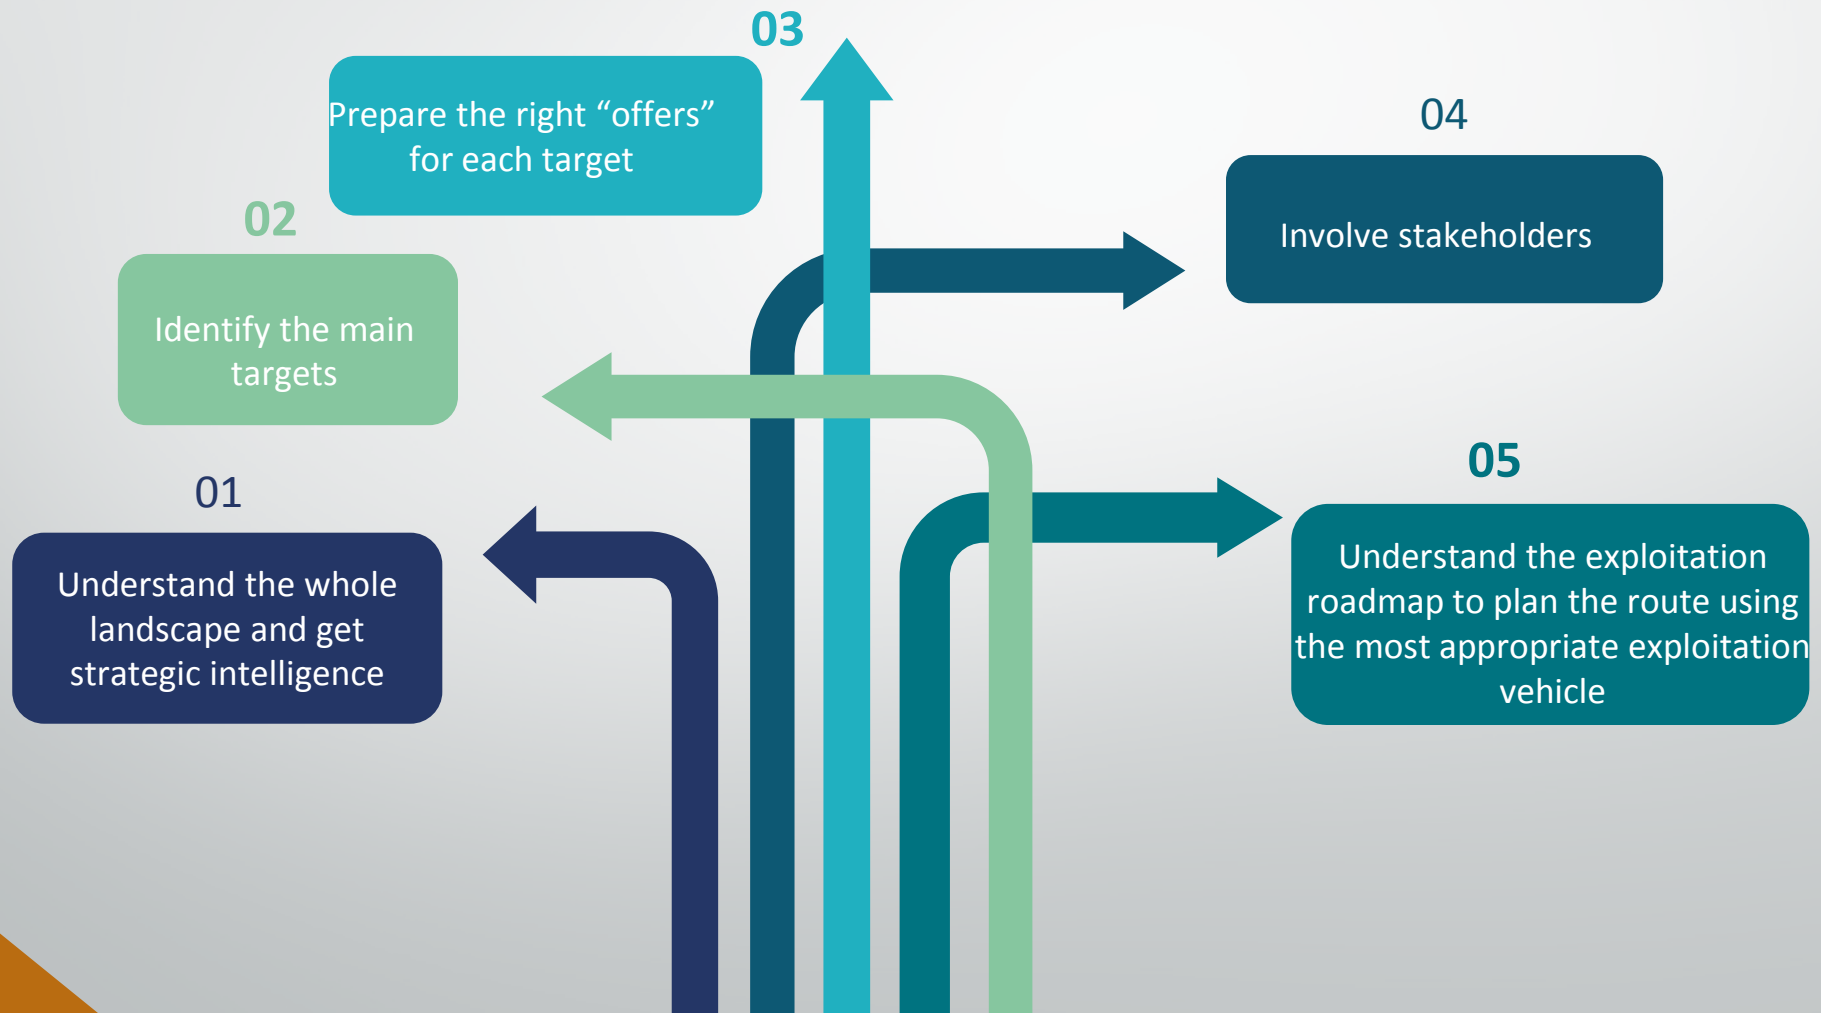 03
Prepare the right “offers”
for each target
04
Involve stakeholders
02
Identify the main
targets
01
Understand the whole
landscape and get
strategic intelligence
05
Understand the exploitation
roadmap to plan the route using
the most appropriate exploitation
vehicle